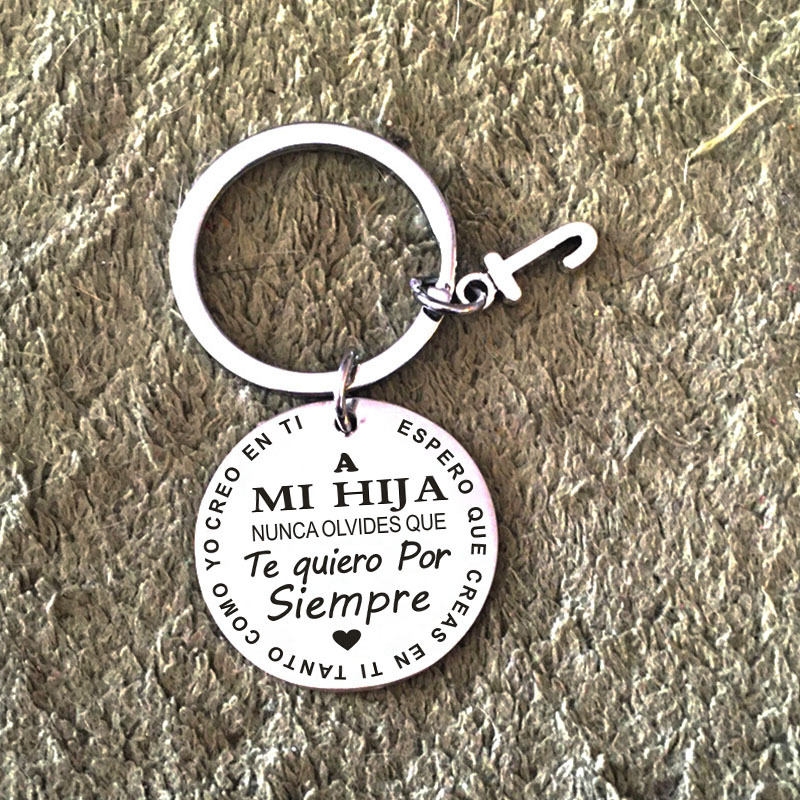 ESPERO QUE CREAS EN TI TANTO COMO YO CREO EN TI
A
MI HIJA
NUNCA OLVIDES QUE
Te quiero Por
Siempre